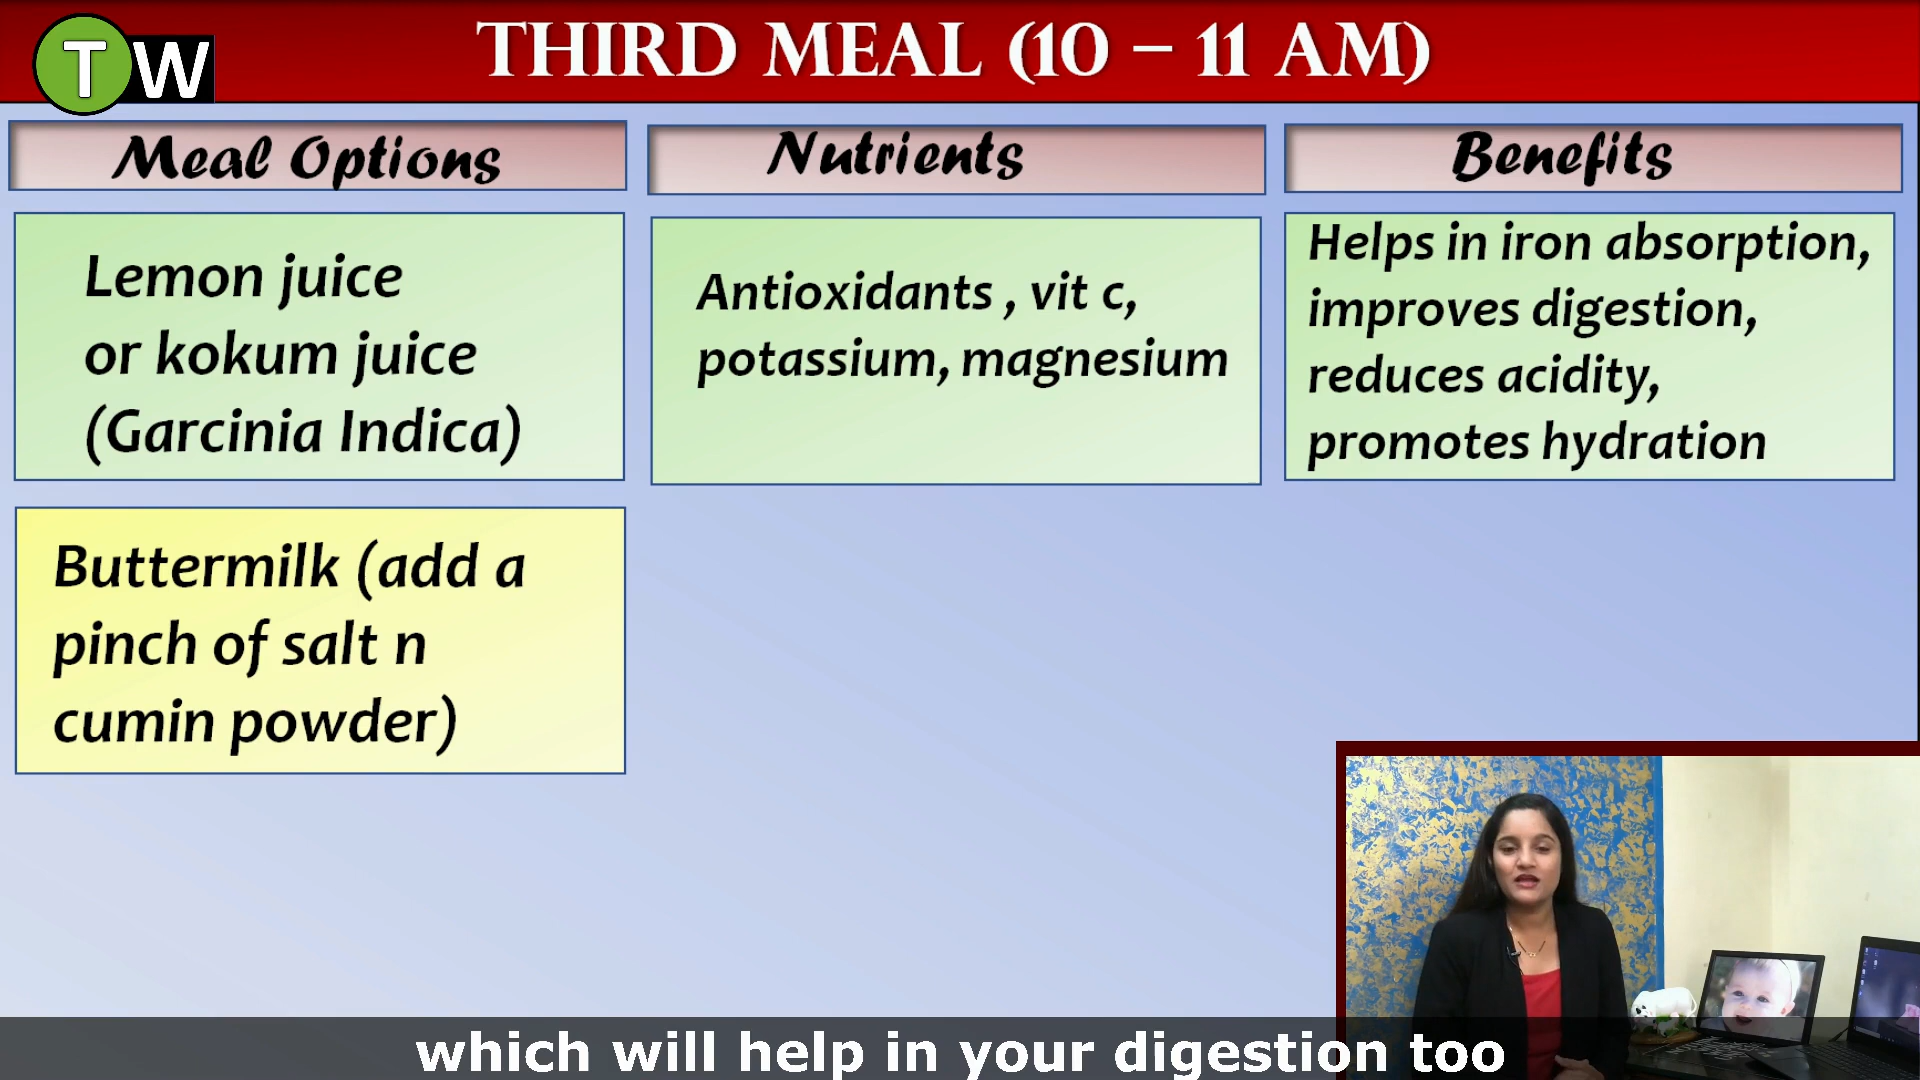 TW
THIRD MEAL (10 – 11 AM)
Meal Options
Nutrients
Benefits
Lemon juice
or kokum juice
(Garcinia Indica)
Antioxidants , vit c,
potassium, magnesium
Helps in iron absorption,
improves digestion,
reduces acidity,
promotes hydration
Buttermilk (add a
pinch of salt n
cumin powder)
which will help in your digestion too